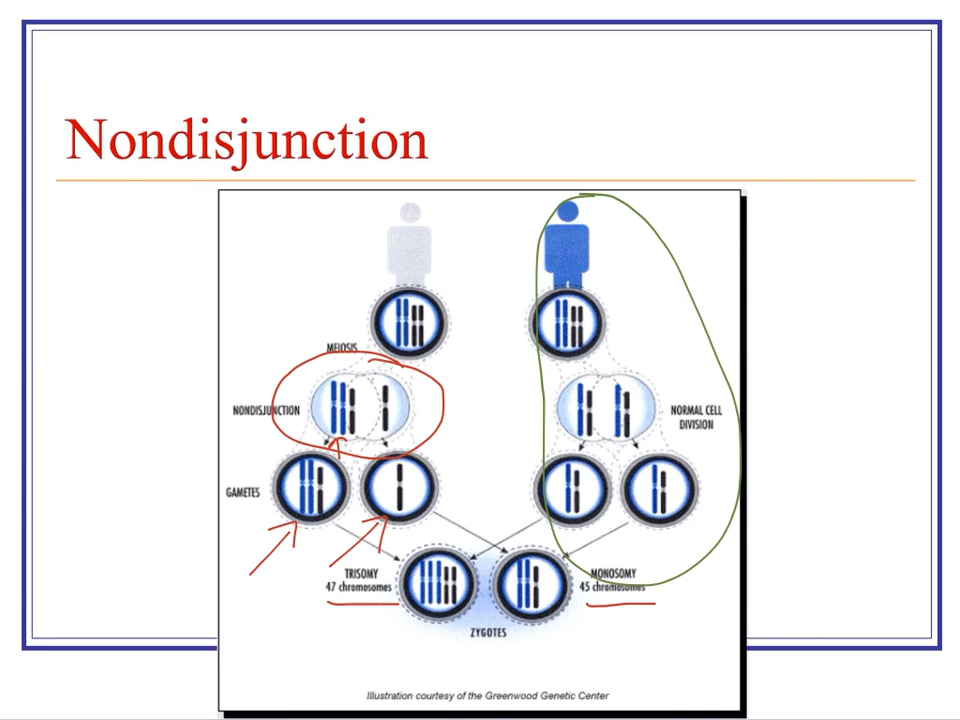 Nondisjunction
MEIOSIS
NONDISJUNCTION
NORMAL CELL
DIVISION
GAMETES
TRISOMY
47 chromosomes
MONOSOMY
45 chromosomes
ZYGOTES
Illustration courtesy of the Greenwood Genetic Center